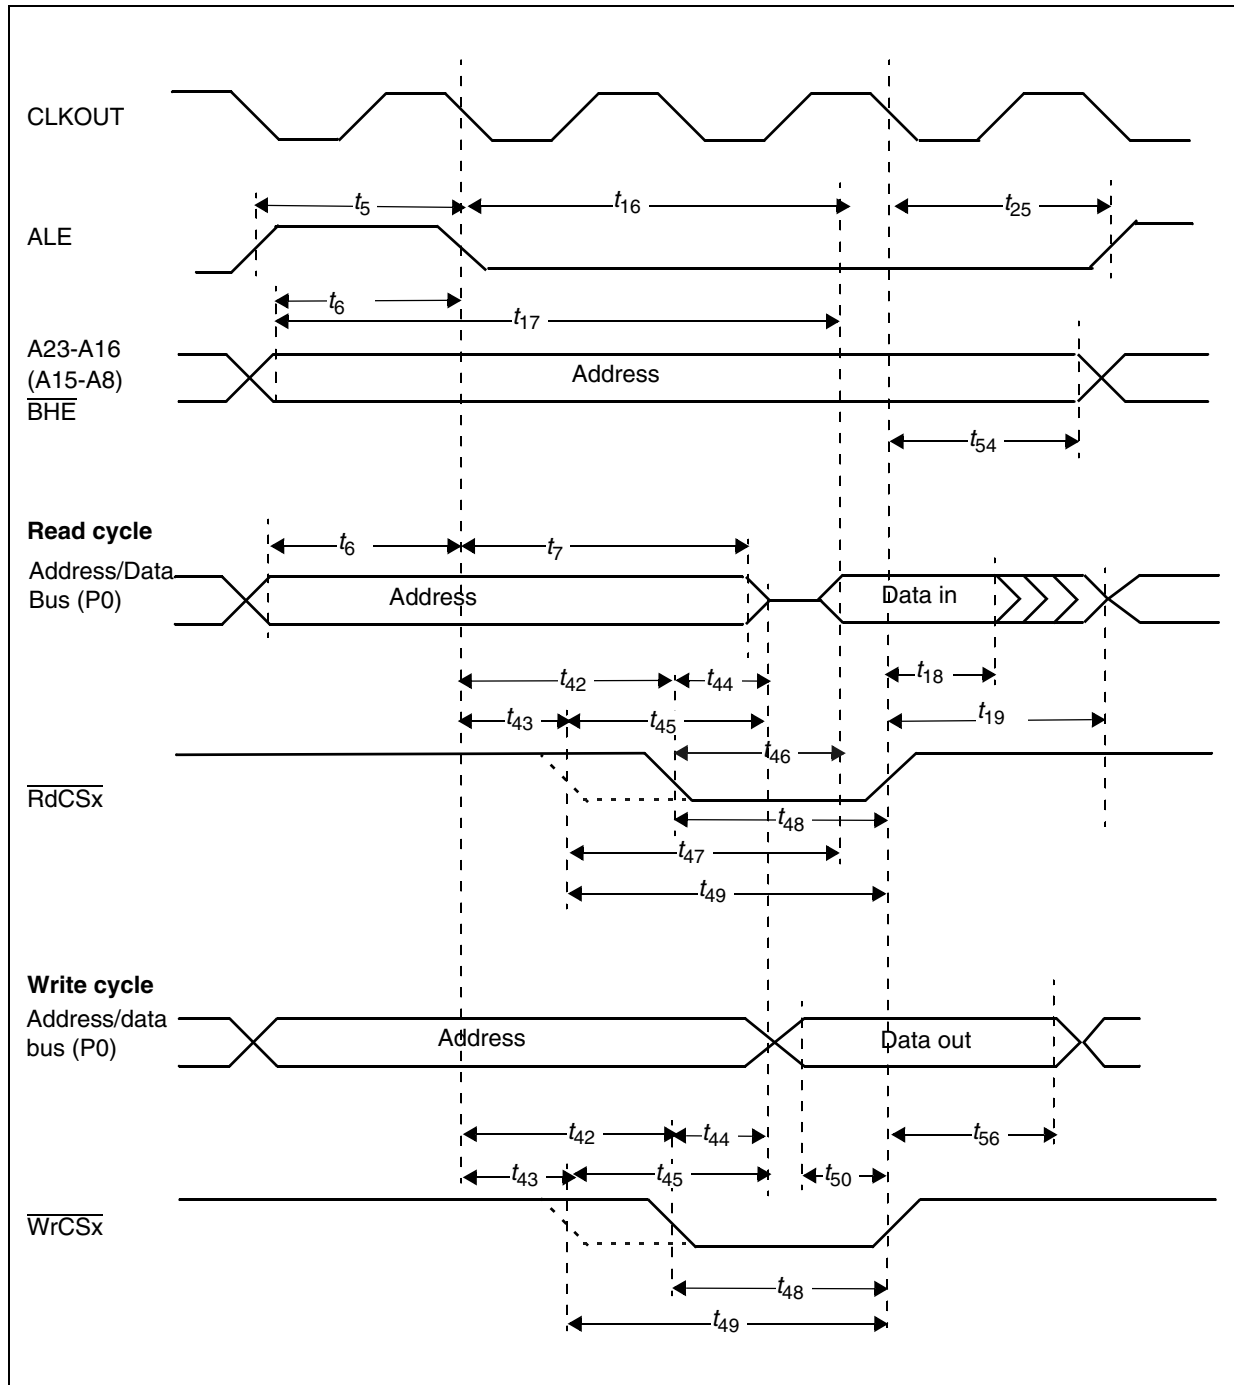 CLKOUT
t5
t16
t25
ALE
t6
t17
A23-A16
(A15-A8)
BHE
Address
t54
Read cycle
t6
t7
Address/Data
Bus (P0)
Address
Data in
t42
t44
t18
t43
t45
t19
t46
RdCSx
t48
t47
t49
Write cycle
Address/data
bus (P0)
Address
Data out
t42
t44
t56
t43
t45
t50
WrCSx
t48
t49